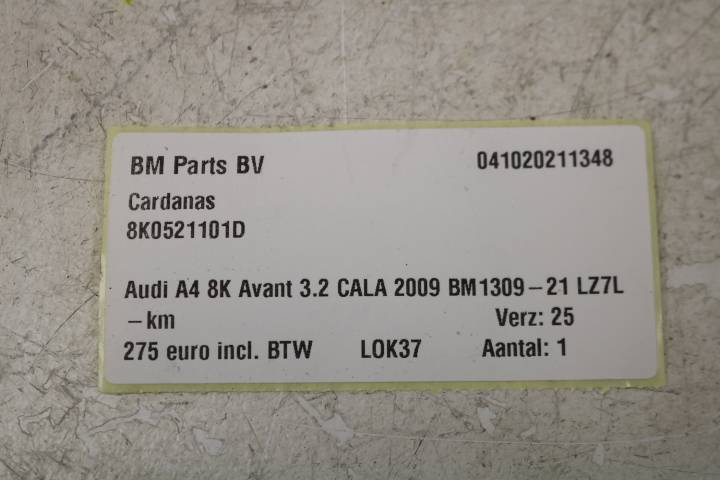 BM Parts BV 041020211348
Cardanas
8K0521101D
Audi A4 8K Avant 3.2 CALA 2009 BM1309-21 LZ7L
-km Verz: 25
275 euro incl. BTW LOK37 Aantal: 1